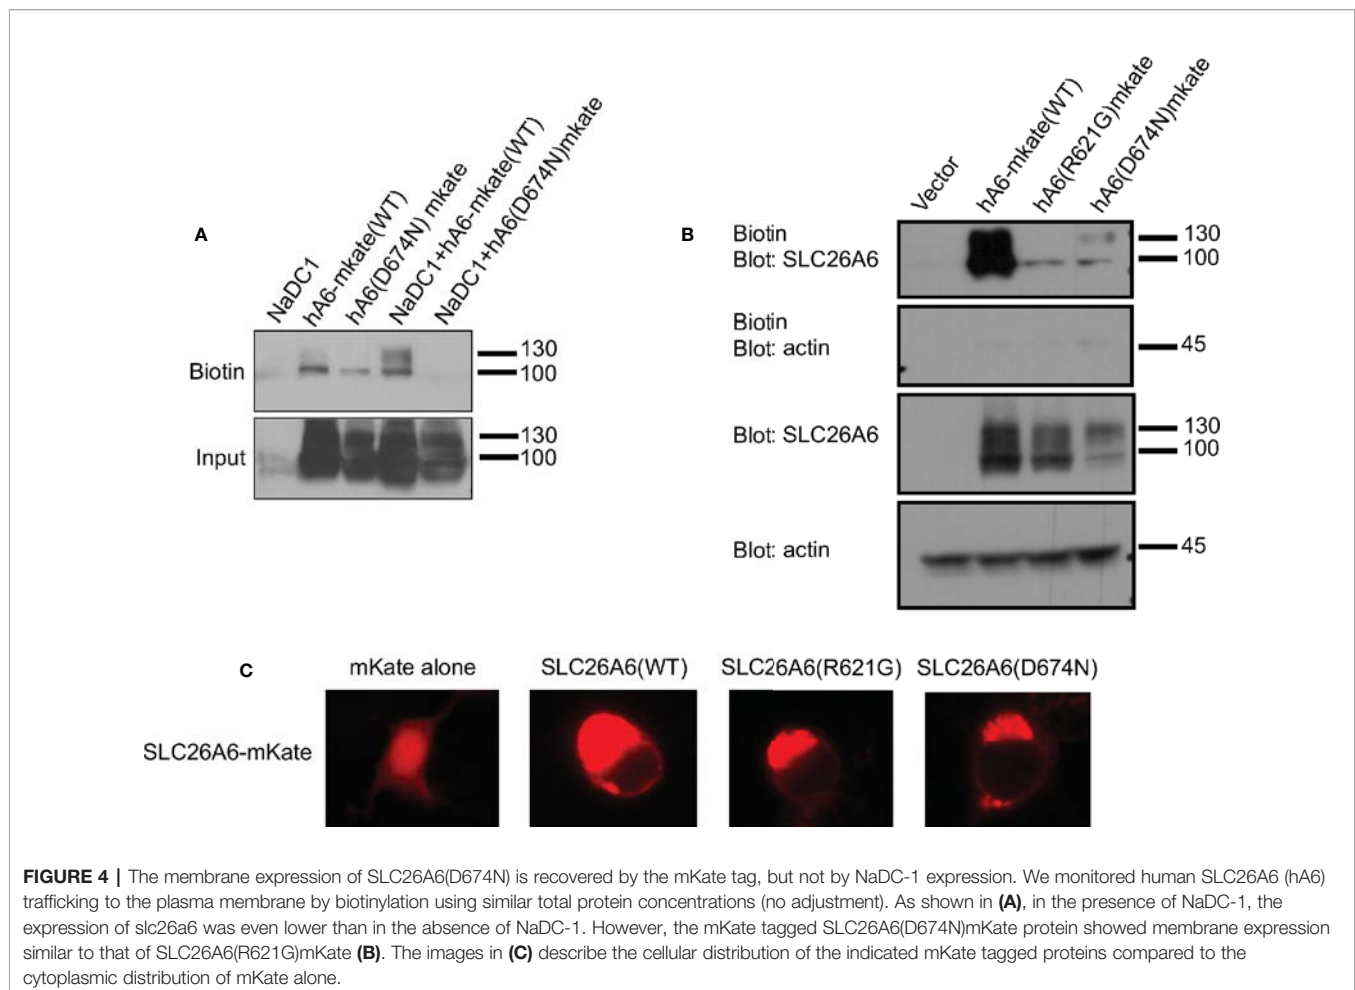 A
NaDC1
hA6-mkate(WT)
hA6(D674N) mkate
NaDC1+hA6-mkate(WT)
NaDC1+hA6(D674N)mkate
Biotin
130
100
Input
130
100
B
Vector
hA6-mkate(WT)
hA6(R621G)mkate
hA6(D674N)mkate
Biotin
Blot: SLC26A6
130
100
Biotin
Blot: actin
45
Blot: SLC26A6
130
100
Blot: actin
45
C
mKate alone
SLC26A6(WT)
SLC26A6(R621G)
SLC26A6(D674N)
SLC26A6-mKate
FIGURE 4 | The membrane expression of SLC26A6(D674N) is recovered by the mKate tag, but not by NaDC-1 expression. We monitored human SLC26A6 (hA6)
trafficking to the plasma membrane by biotinylation using similar total protein concentrations (no adjustment). As shown in (A), in the presence of NaDC-1, the
expression of slc26a6 was even lower than in the absence of NaDC-1. However, the mKate tagged SLC26A6(D674N)mKate protein showed membrane expression
similar to that of SLC26A6(R621G)mKate (B). The images in (C) describe the cellular distribution of the indicated mKate tagged proteins compared to the
cytoplasmic distribution of mKate alone.